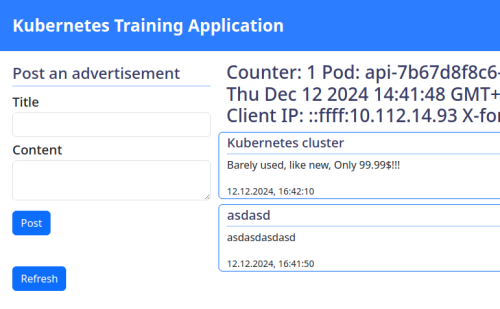 Kubernetes Training Application
Post an advertisement
Title
Content
Post
Refresh
Counter: 1 Pod: api-7b67d8f8c6-
Thu Dec 12 2024 14:41:48 GMT+
Client IP: ::ffff:10.112.14.93 X-for
Kubernetes cluster
Barely used, like new, Only 99.99$!!!
12.12.2024, 16:42:10
asdasd
asdasdasdasd
12.12.2024, 16:41:50